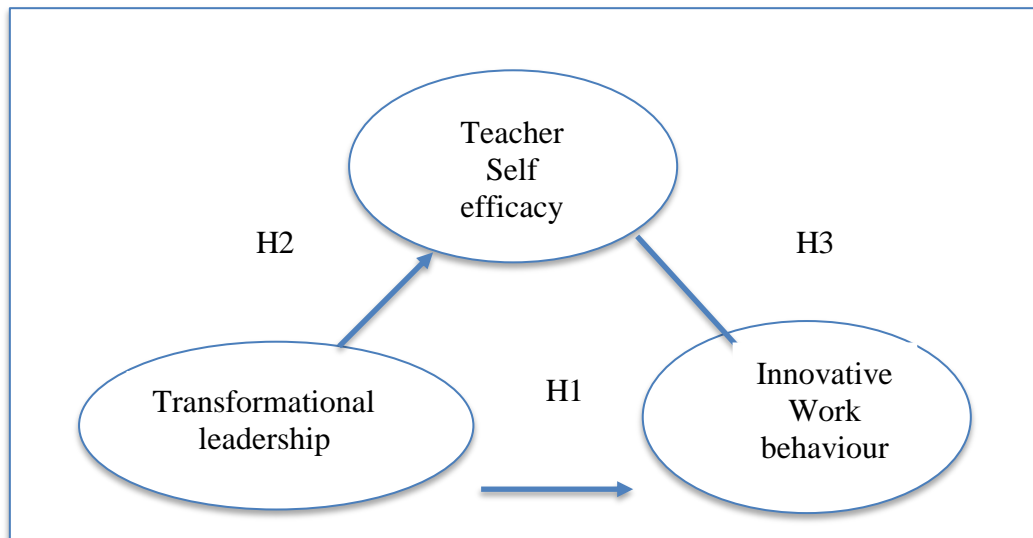 Teacher
Self
efficacy
H2
H3
H1
Transformational
leadership
Innovative
Work
behaviour